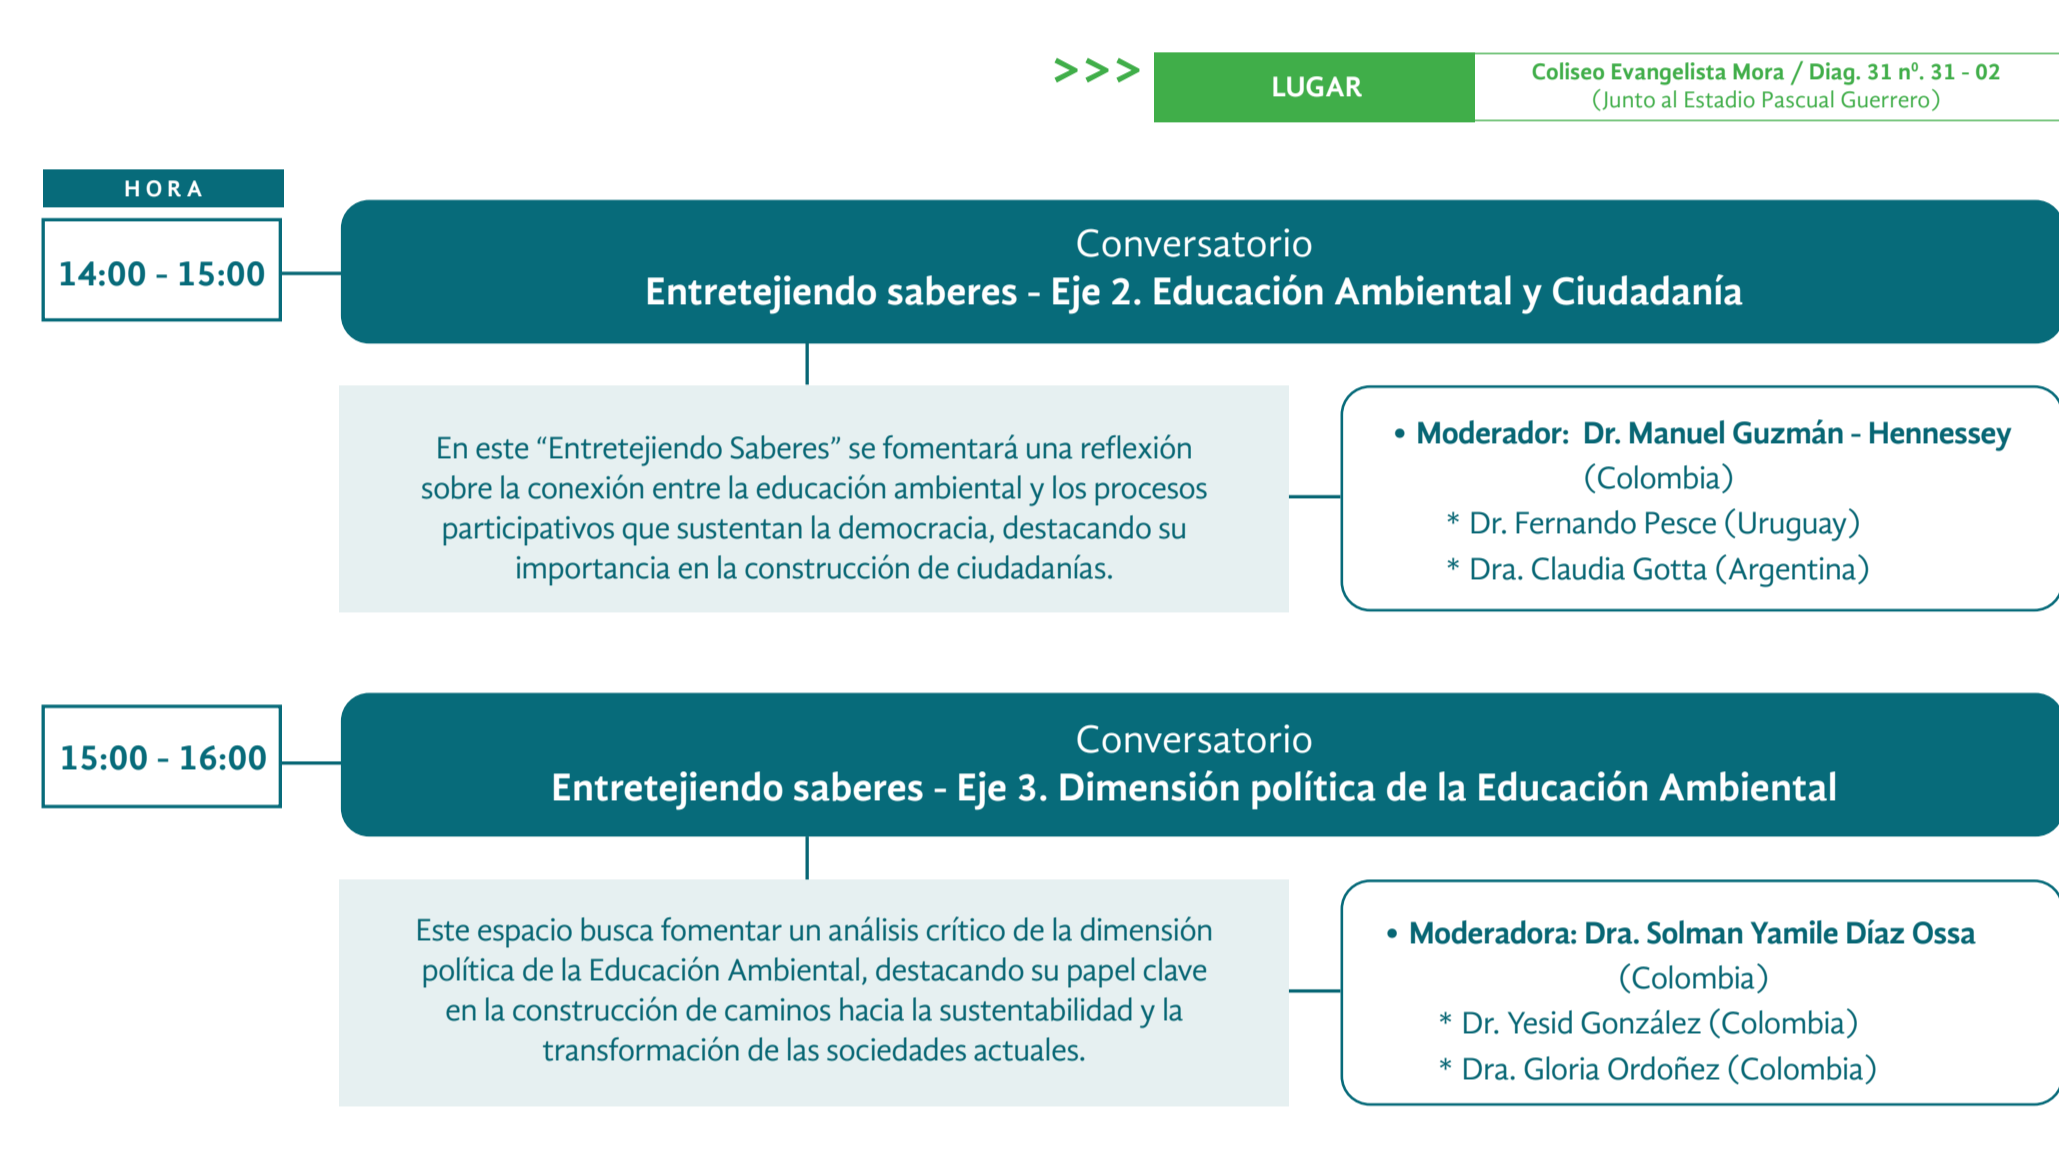 >>>
LUGAR
Coliseo Evangelista Mora / Diag. 31 nº. 31 - 02
(Junto al Estadio Pascual Guerrero)
HORA
14:00 - 15:00
Conversatorio
Entretejiendo saberes - Eje 2. Educación Ambiental y Ciudadanía
En este “Entretejiendo Saberes” se fomentará una reflexión
sobre la conexión entre la educación ambiental y los procesos
participativos que sustentan la democracia, destacando su
importancia en la construcción de ciudadanías.
• Moderador: Dr. Manuel Guzmán - Hennessey
(Colombia)
* Dr. Fernando Pesce (Uruguay)
* Dra. Claudia Gotta (Argentina)
15:00 - 16:00
Conversatorio
Entretejiendo saberes - Eje 3. Dimensión política de la Educación Ambiental
Este espacio busca fomentar un análisis crítico de la dimensión
política de la Educación Ambiental, destacando su papel clave
en la construcción de caminos hacia la sustentabilidad y la
transformación de las sociedades actuales.
• Moderadora: Dra. Solman Yamile Díaz Ossa
(Colombia)
* Dr. Yesid González (Colombia)
* Dra. Gloria Ordoñez (Colombia)